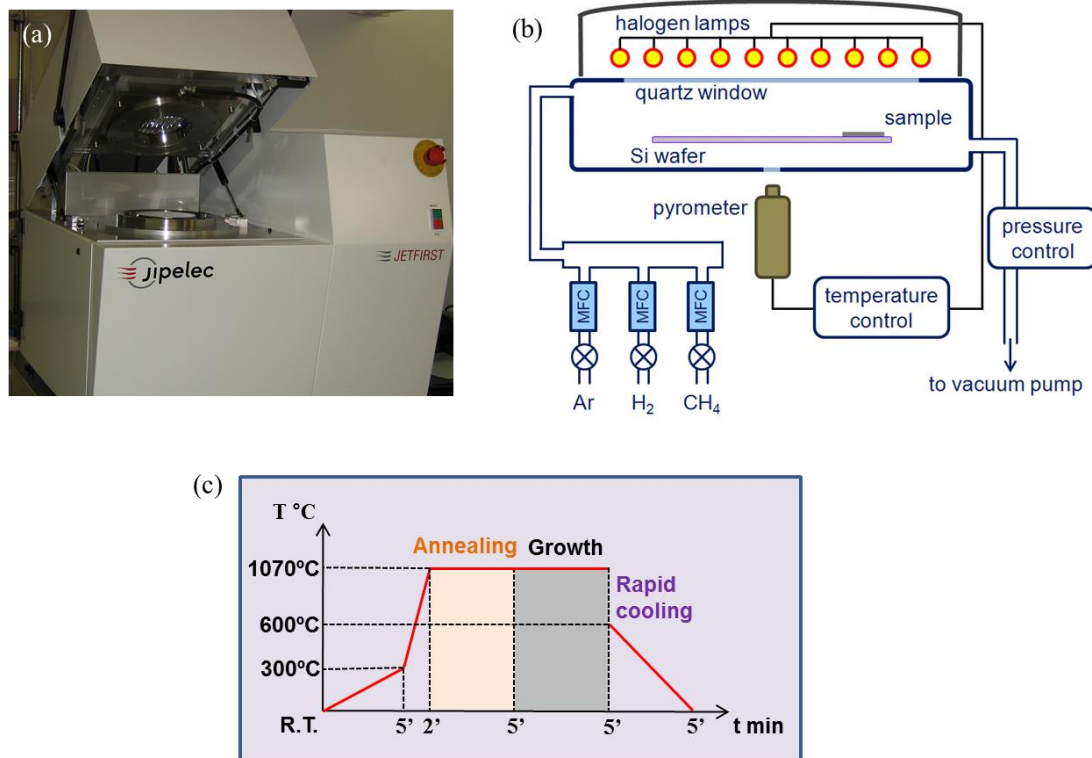 (a)
Jipelec
JETFIRST
(b)
halogen lamps
quartz window
sample
Si wafer
pyrometer
pressure
control
temperature
control
MFC
MFC
MFC
Ar
H₂
CH₄
to vacuum pump
(c)
T °C
Annealing
Growth
1070ºC
Rapid
cooling
600ºC
300ºC
R.T.
5’ 2’ 5’ 5’ 5’
t min